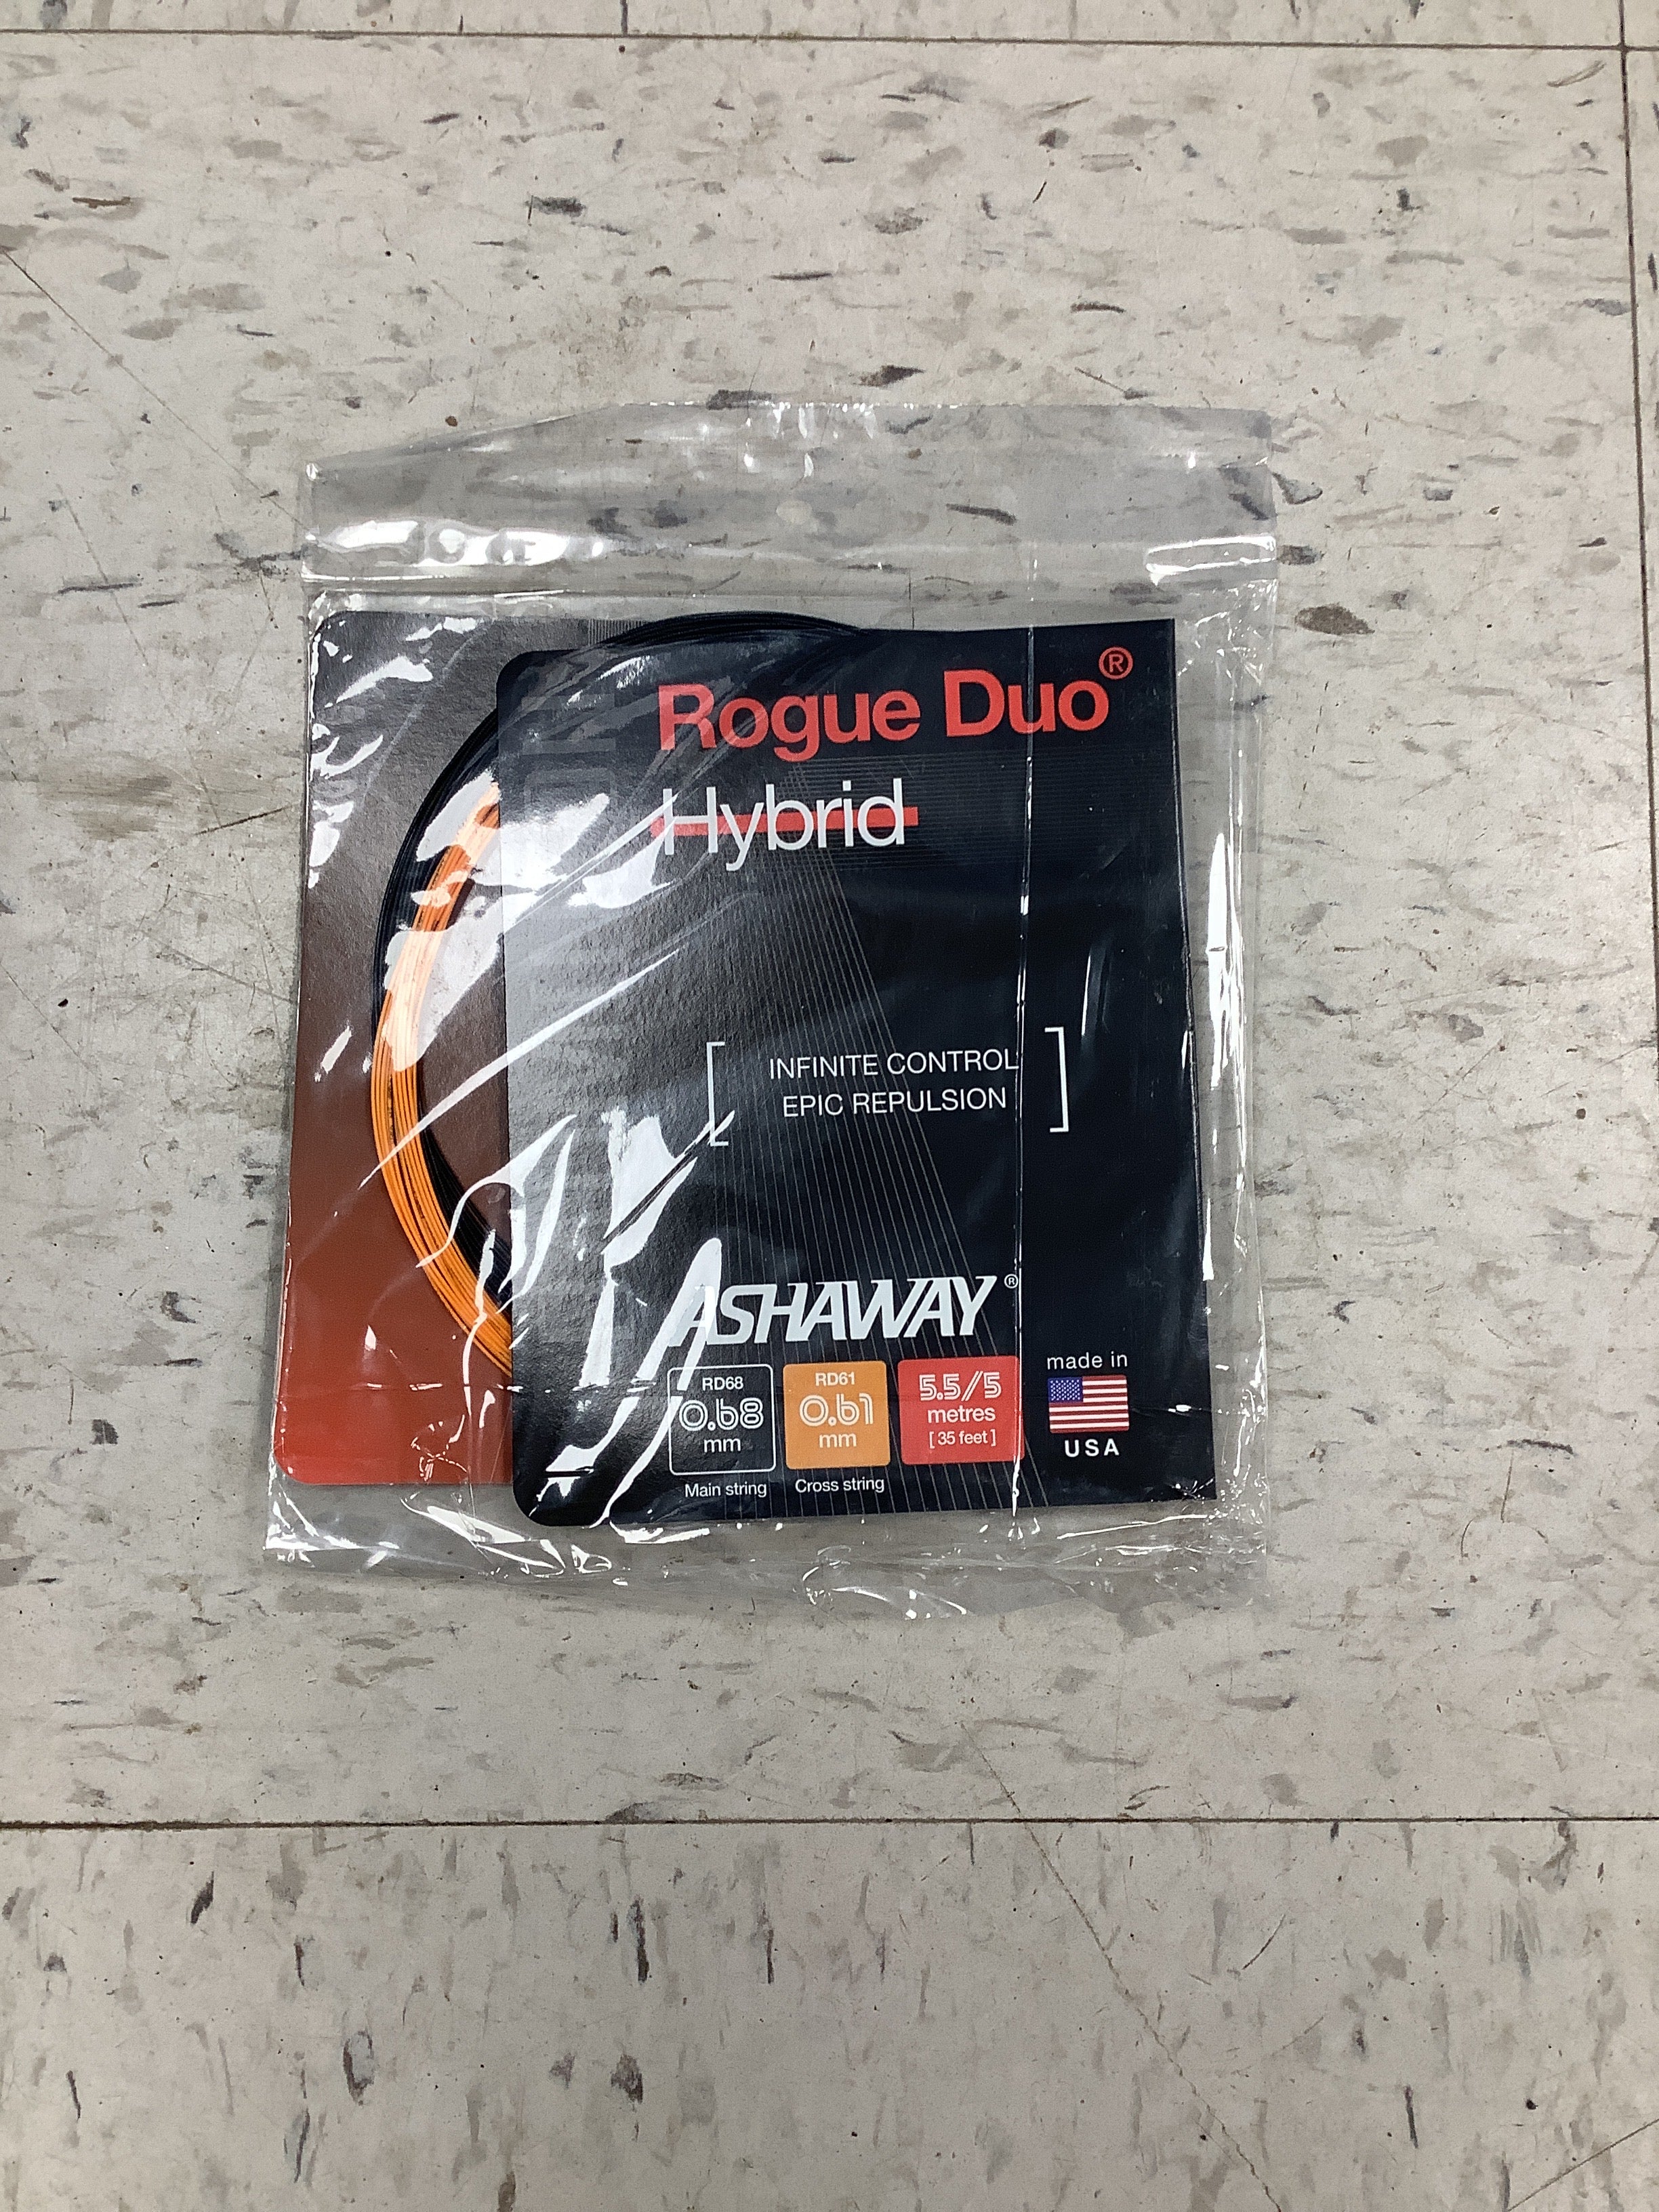 Rogue Duo®
Hybrid
INFINITE CONTROL
EPIC REPULSION
ASHAWAY®
RD68
0.68
mm
Main string
RD61
0.61
mm
Cross string
5.5/5
metres
[ 35 feet ]
made in
USA